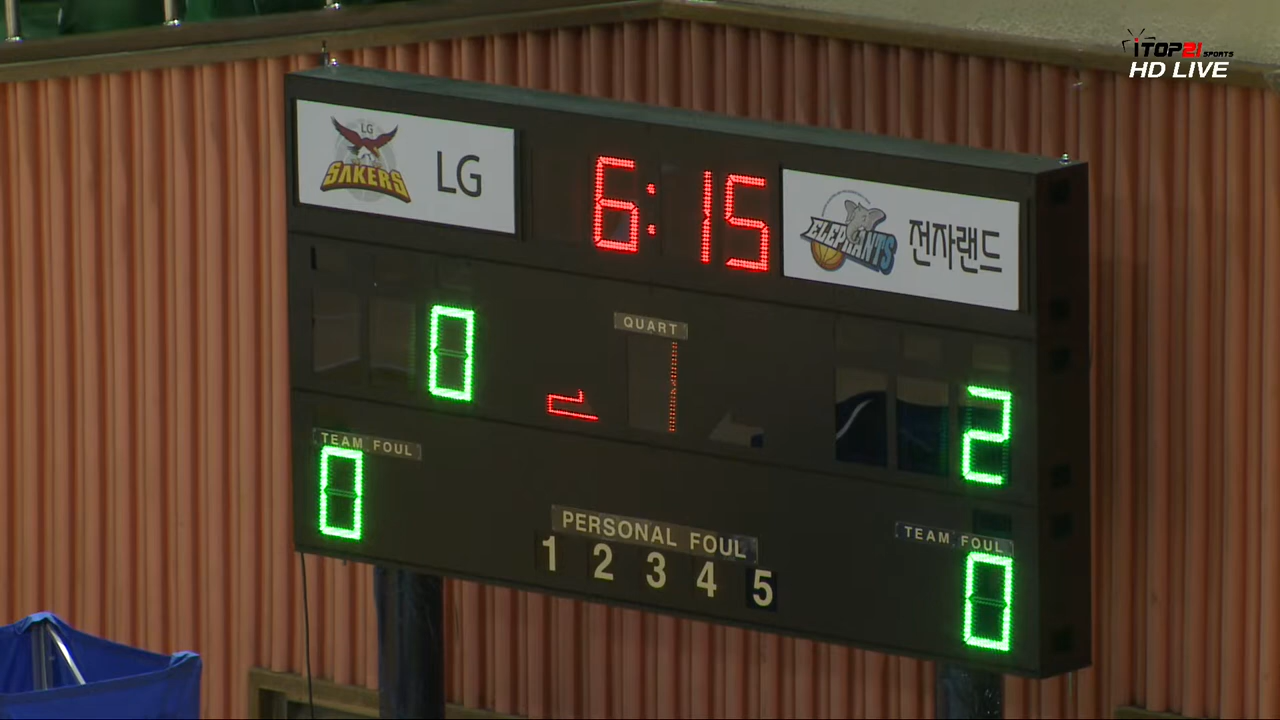 iTOP21 SPORTS
HD LIVE
LG
SAKERS
LG
6:15
ELEPHANTS
전자랜드
0
QUART
1
2
TEAM FOUL
0
PERSONAL FOUL
1 2 3 4 5
TEAM FOUL
0